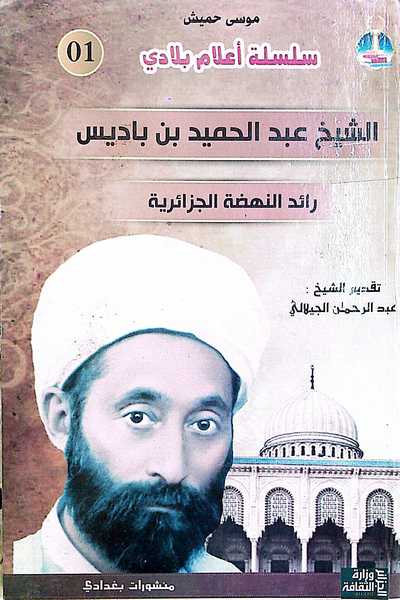 موسى حميش
سلسلة أعلام بلادي
01
الشيخ عبد الحميد بن باديس
رائد النهضة الجزائرية
تقديم الشيخ :
عبد الرحمان الجيلالي
منشورات بغدادي
وزارة
الثقافة